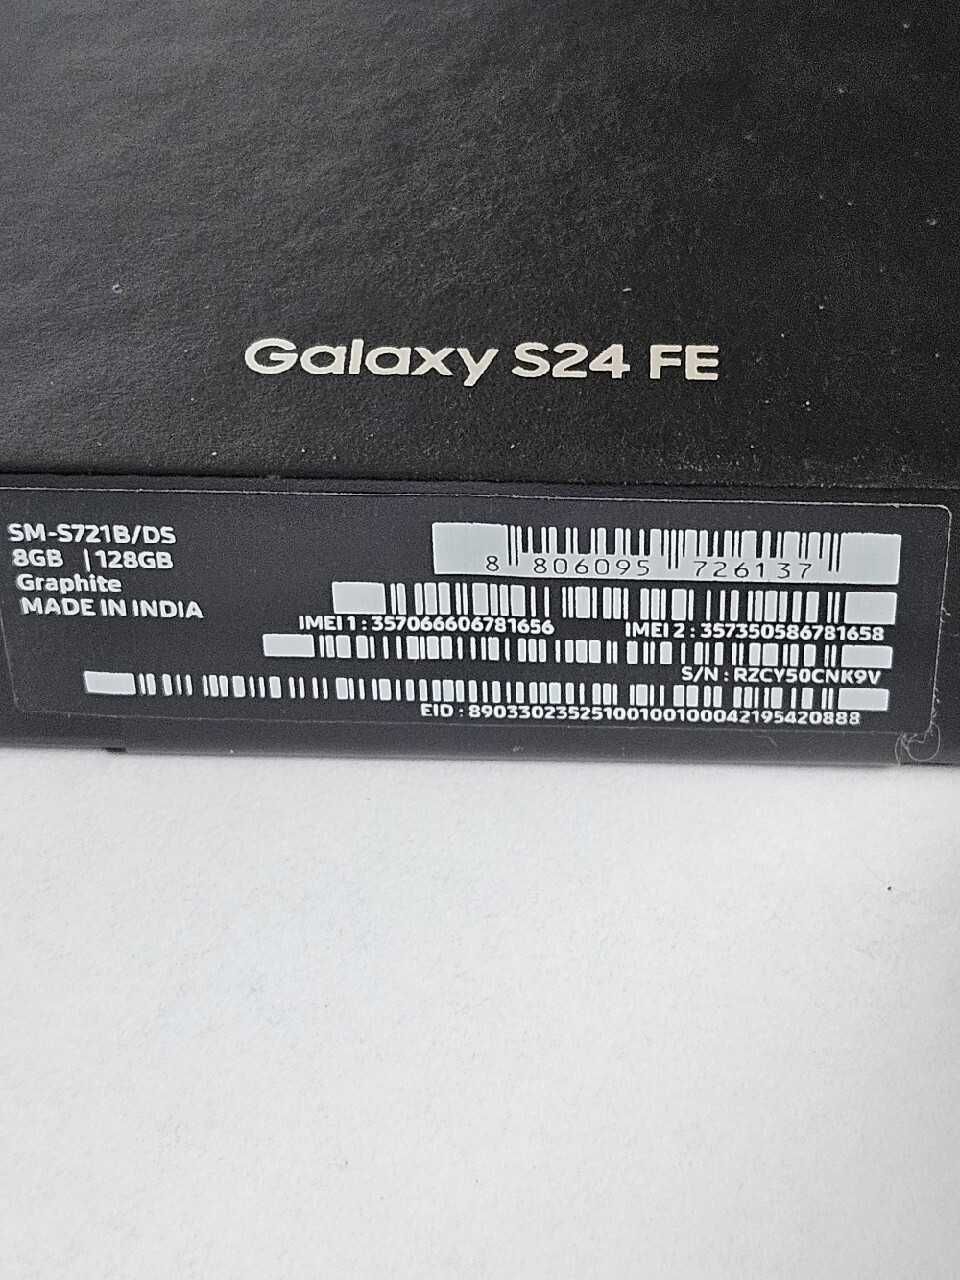 Galaxy S24 FE
SM-S721B/DS
8GB | 128GB
Graphite
MADE IN INDIA
8 806095 726137
IMEI 1 : 357066606781656 IMEI 2 : 357350586781658
S/N : RZCY50CNK9V
EID : 89033023525100100100042195420888